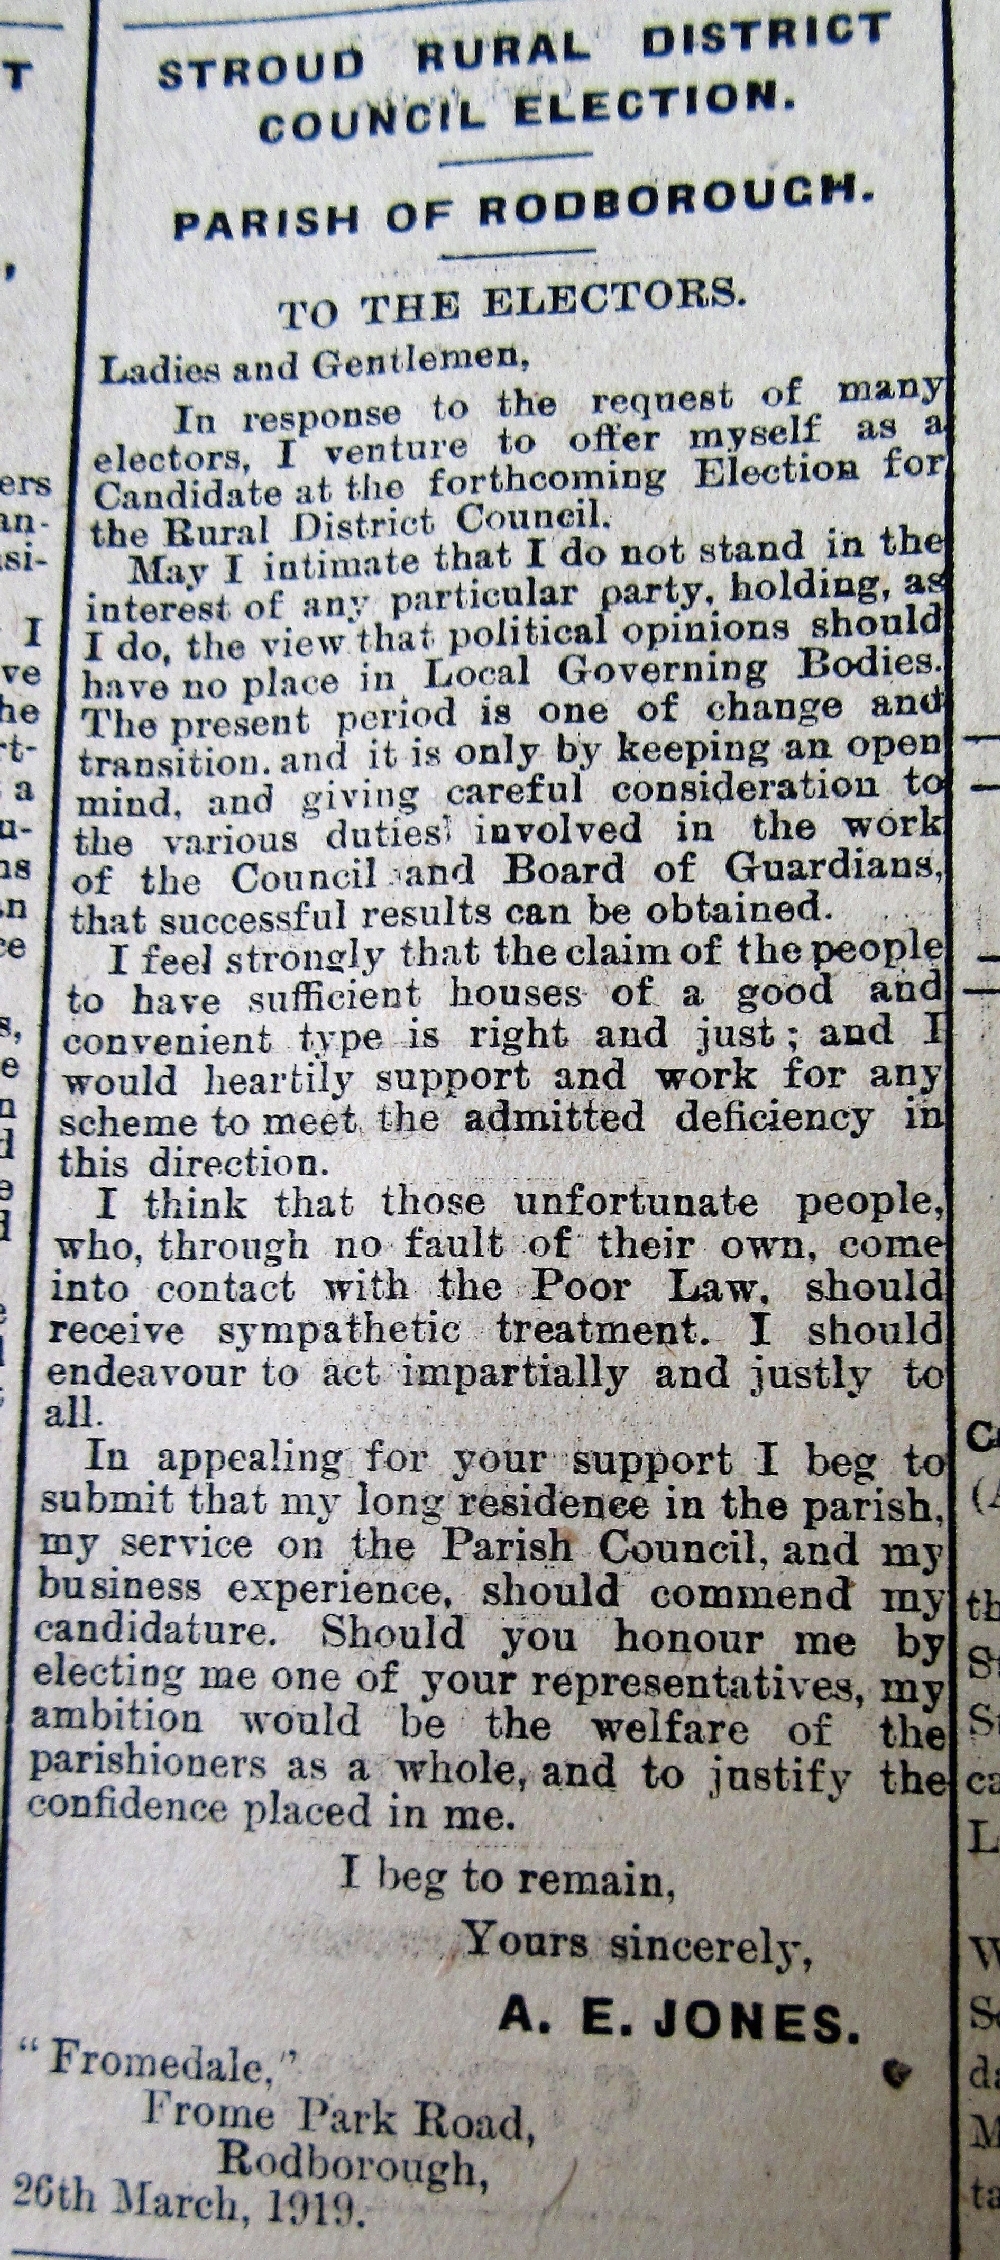 STROUD RURAL DISTRICT
COUNCIL ELECTION.
PARISH OF RODBOROUGH.
TO THE ELECTORS.
Ladies and Gentlemen,
In response to the request of many
electors, I venture to offer myself as a
Candidate at the forthcoming Election for
the Rural District Council.
May I intimate that I do not stand in the
interest of any particular party, holding, as
I do, the view that political opinions should
have no place in Local Governing Bodies.
The present period is one of change and
transition, and it is only by keeping an open
mind, and giving careful consideration to
the various duties involved in the work
of the Council and Board of Guardians,
that successful results can be obtained.
I feel strongly that the claim of the people
to have sufficient houses of a good and
convenient type is right and just; and I
would heartily support and work for any
scheme to meet the admitted deficiency in
this direction.
I think that those unfortunate people,
who, through no fault of their own, come
into contact with the Poor Law, should
receive sympathetic treatment. I should
endeavour to act impartially and justly to
all.
In appealing for your support I beg to
submit that my long residence in the parish,
my service on the Parish Council, and my
business experience, should commend my
candidature. Should you honour me by
electing me one of your representatives, my
ambition would be the welfare of the
parishioners as a whole, and to justify the
confidence placed in me.
I beg to remain,
Yours sincerely,
A. E. JONES.
"Fromedale,"
Frome Park Road,
Rodborough,
26th March, 1919.